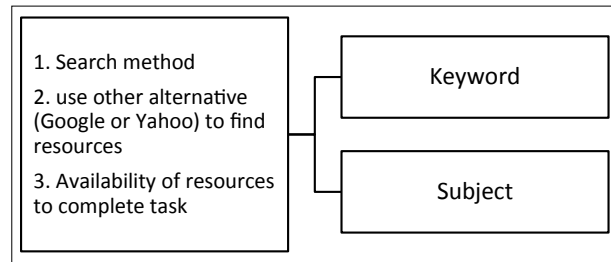 1. Search method
2. use other alternative
(Google or Yahoo) to find
resources
3. Availability of resources
to complete task
Keyword
Subject